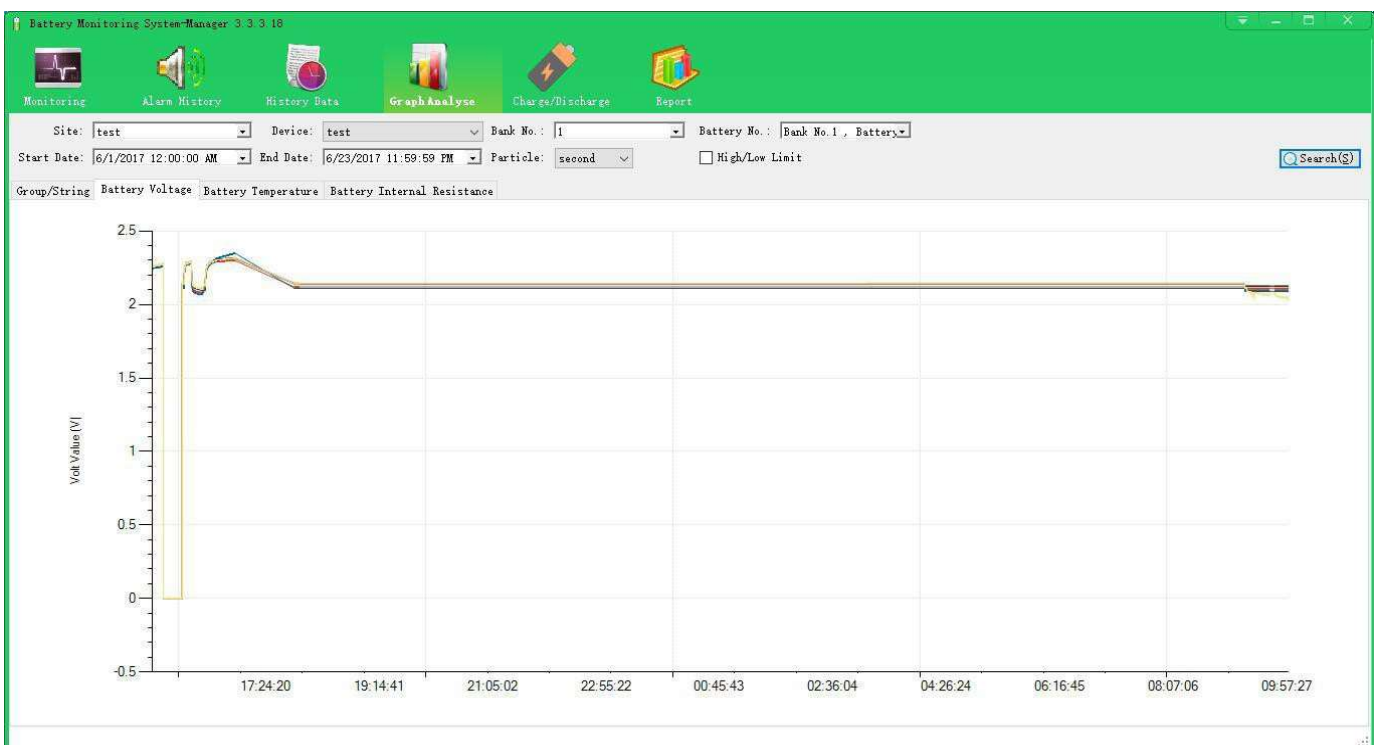 Battery Monitoring System-Manager 3.3.3.18
Monitoring Alarm History History Data Graph Analyse Charge/Discharge Report
Site: test Device: test Bank No.: 1 Battery No.: Bank No.1 , Battery
Start Date: 6/1/2017 12:00:00 AM End Date: 6/23/2017 11:59:59 PM Particle: second High/Low Limit Search(S)
Group/String Battery Voltage Battery Temperature Battery Internal Resistance
2.5
2
1.5
Volt Value (V)
1
0.5
0
-0.5
17:24:20 19:14:41 21:05:02 22:55:22 00:45:43 02:36:04 04:26:24 06:16:45 08:07:06 09:57:27